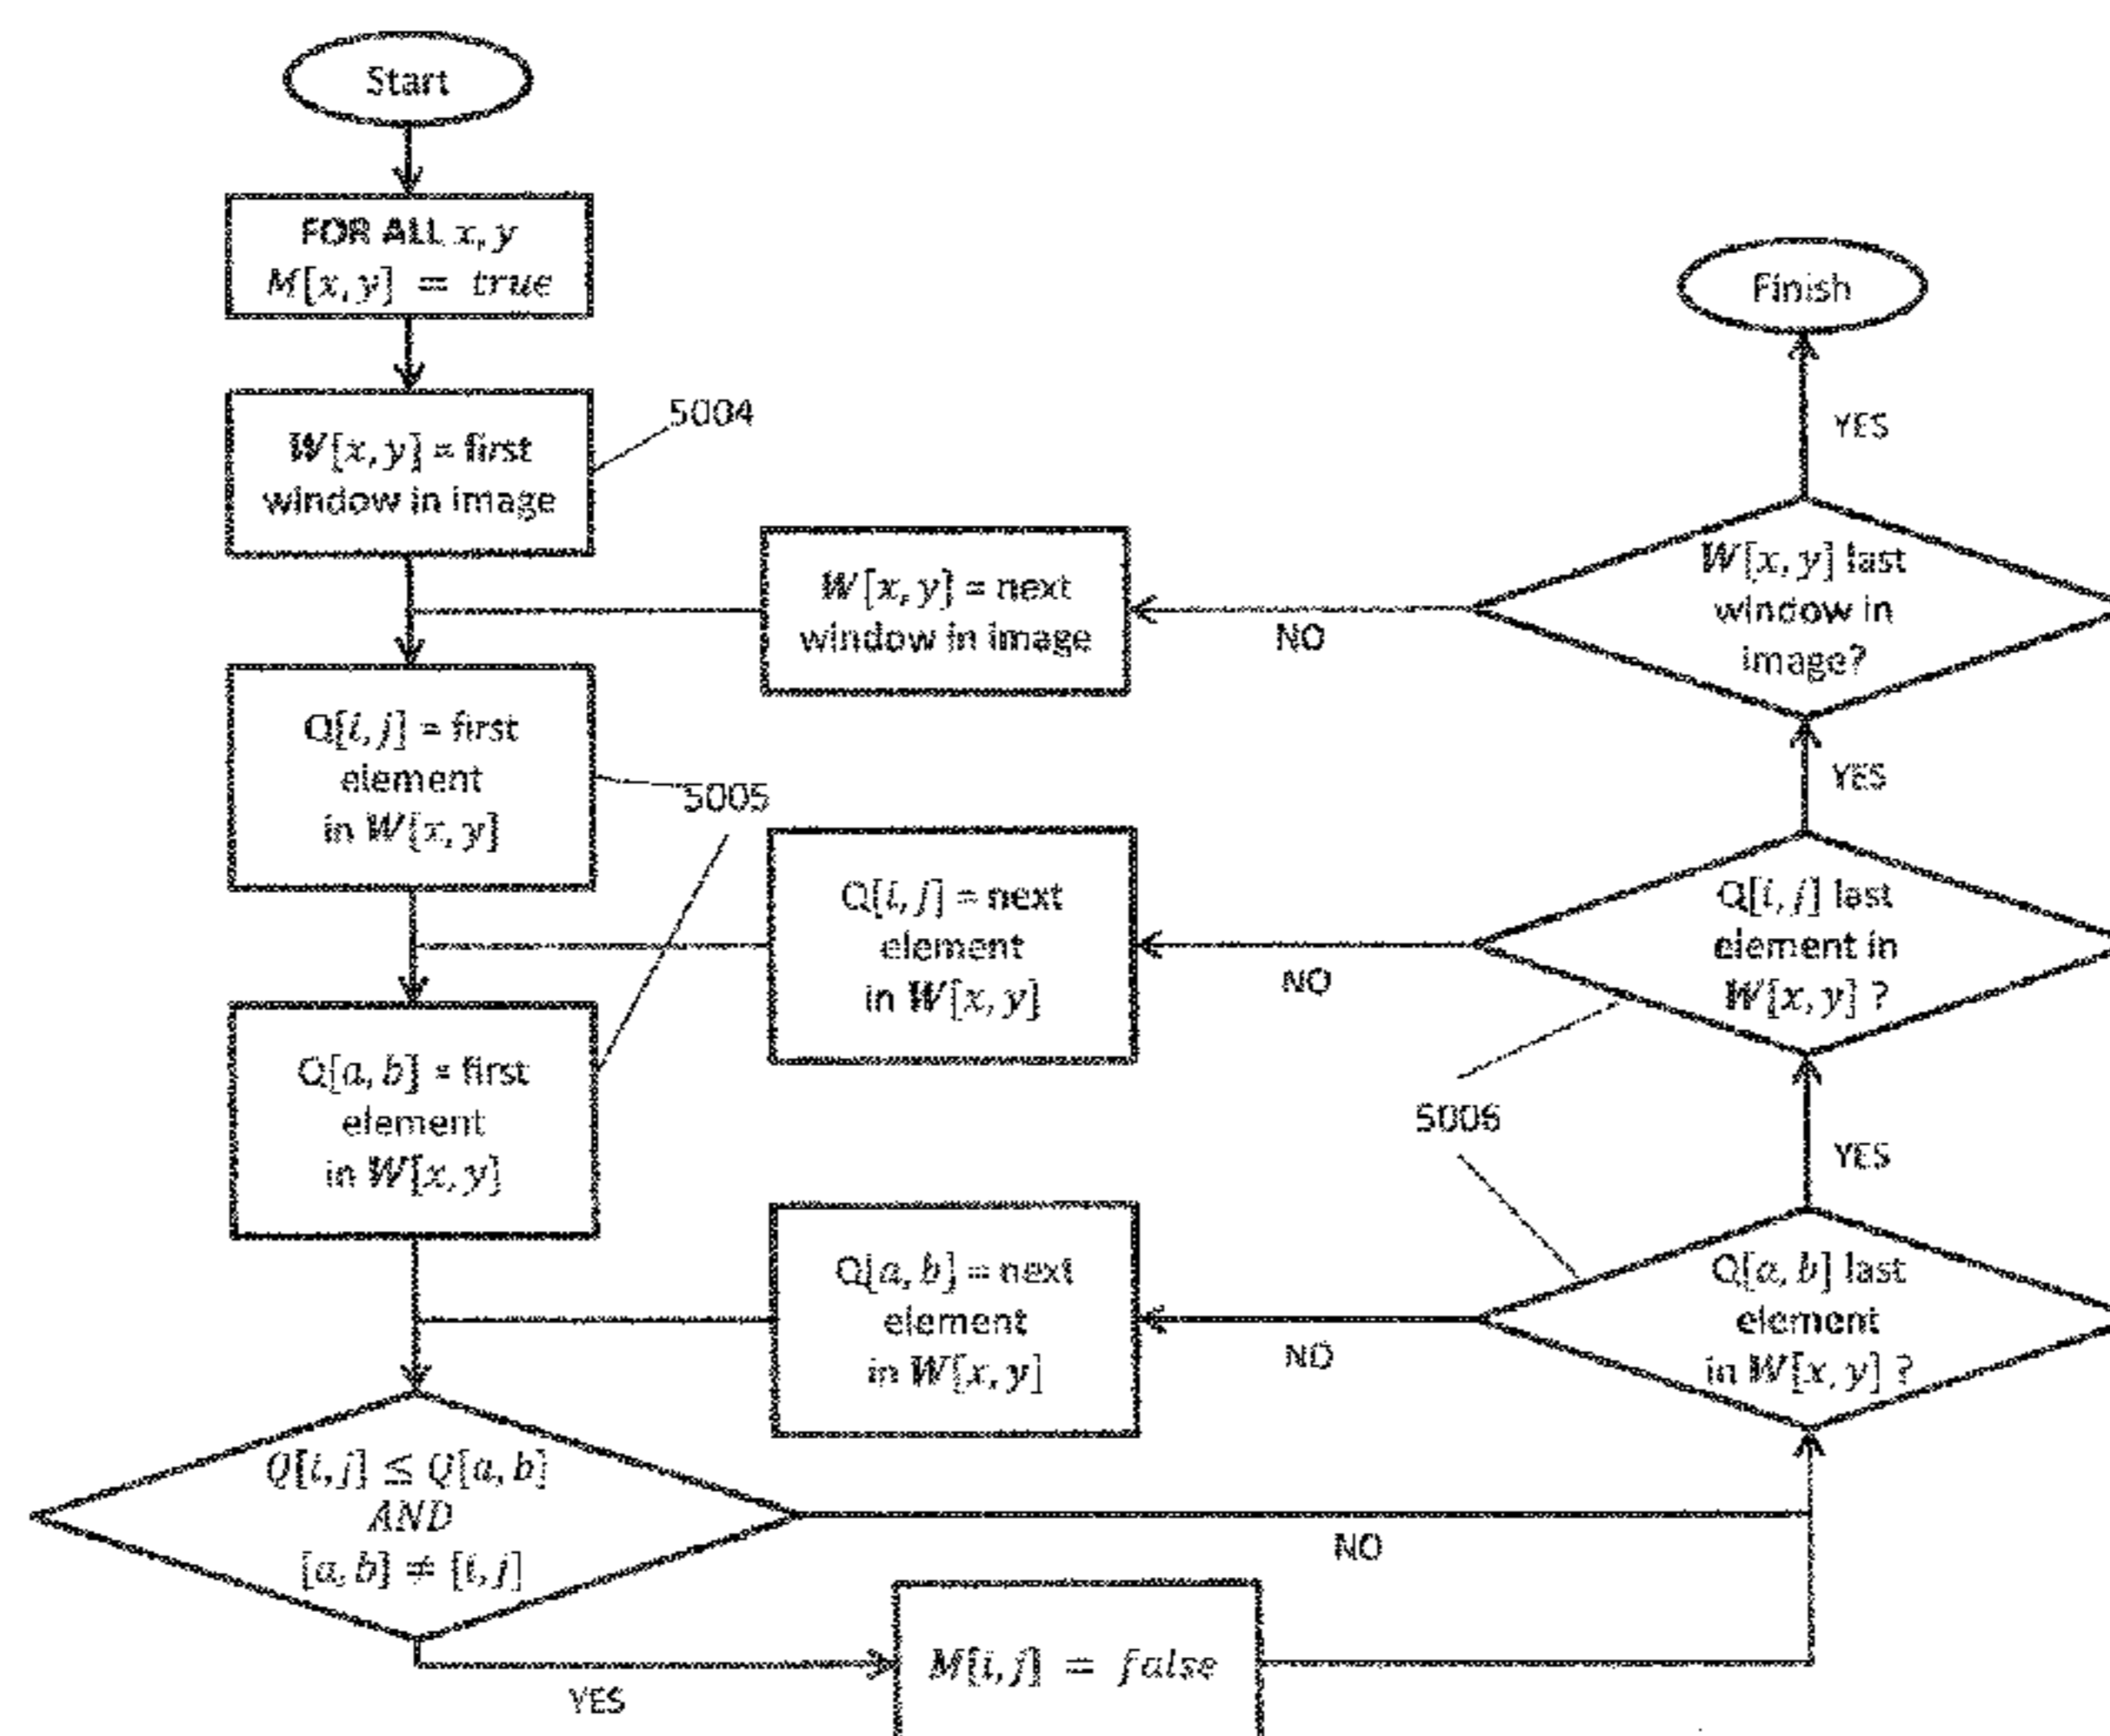 Start
FOR ALL x, y
M[x, y] = true
5004
W[x, y] = first
window in image
Q[i, j] = first
element
in W[x, y]
5005
Q[a, b] = first
element
in W[x, y]
Q[i, j] ≤ Q[a, b]
AND
[a, b] ≠ [i, j]
YES
NO
M[i, j] = false
W[x, y] = next
window in image
NO
Q[i, j] = next
element
in W[x, y]
NO
Q[a, b] = next
element
in W[x, y]
NO
5006
Finish
YES
W[x, y] last
window in
image?
YES
Q[i, j] last
element in
W[x, y] ?
YES
Q[a, b] last
element
in W[x, y] ?